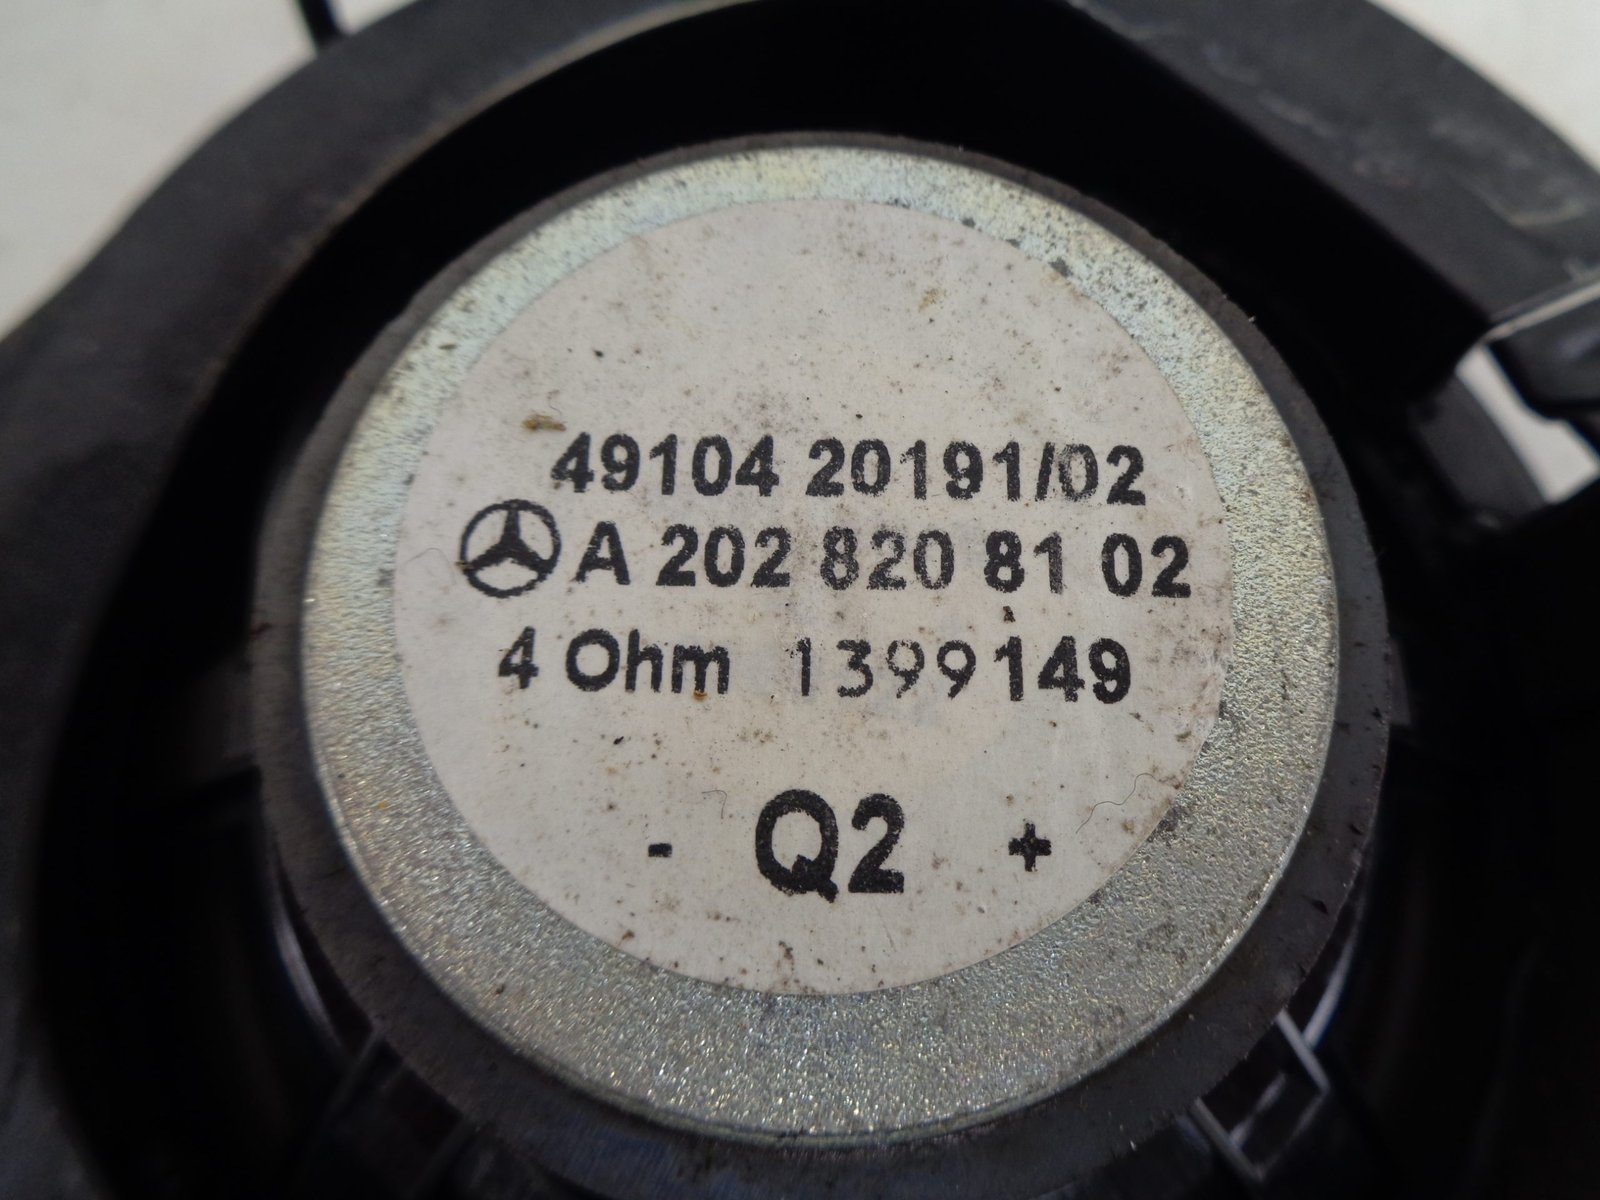 49104 20191/02
A 202 820 81 02
4 Ohm 1399149
- Q2 +